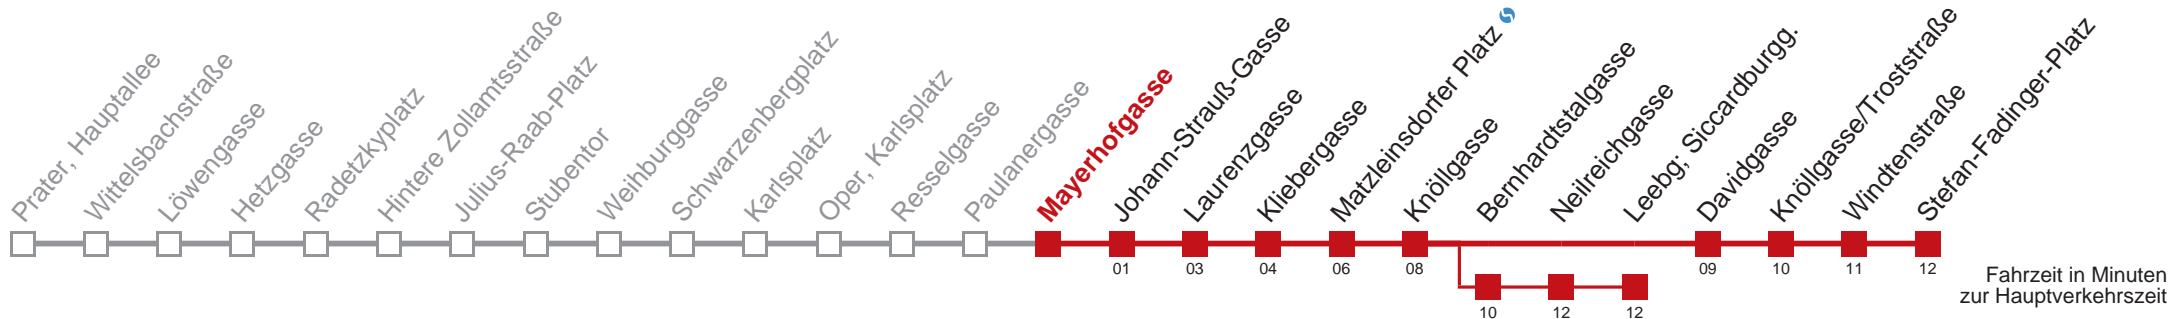 Prater, Hauptallee
Wittelsbachstraße
Löwengasse
Hetzgasse
Radetzkyplatz
Hintere Zollamtsstraße
Julius-Raab-Platz
Stubentor
Weihburggasse
Schwarzenbergplatz
Karlsplatz
Oper, Karlsplatz
Resselgasse
Paulanergasse
Mayerhofgasse
Johann-Strauß-Gasse
Laurenzgasse
Kliebergasse
Matzleinsdorfer Platz
Knöllgasse
Bernhardtstalgasse
Neilreichgasse
Leebg; Siccardburgg.
Davidgasse
Knöllgasse/Troststraße
Windtenstraße
Stefan-Fadinger-Platz
01 03 04 06 08 09 10 11 12
10 12 12
Fahrzeit in Minuten
zur Hauptverkehrszeit